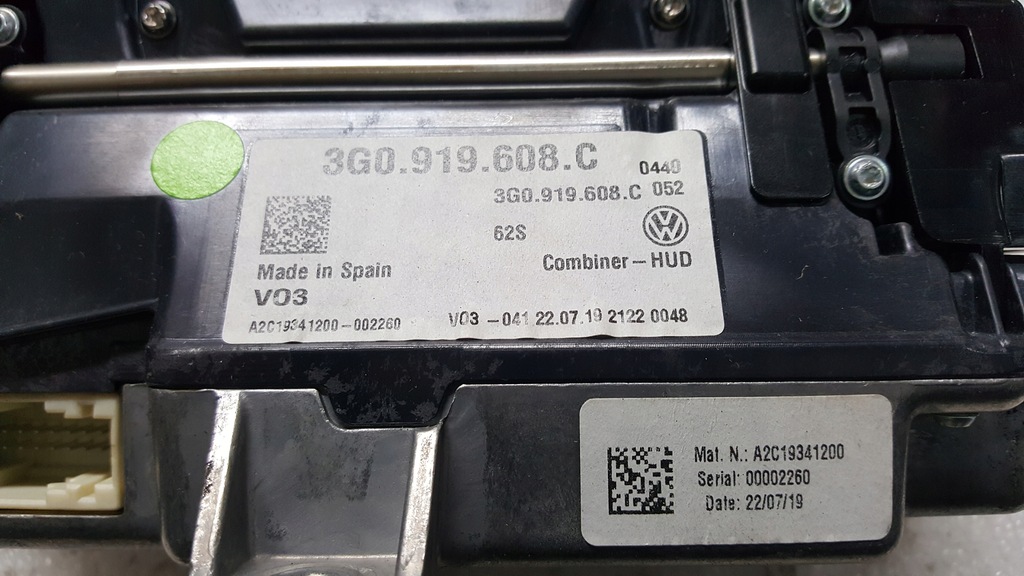 3G0.919.608.C 0440
3G0.919.608.C 052
62S
Combiner-HUD
Made in Spain
V03
A2C19341200-002260 V03 -041 22.07.19 2122 0048
Mat. N.: A2C19341200
Serial: 00002260
Date: 22/07/19